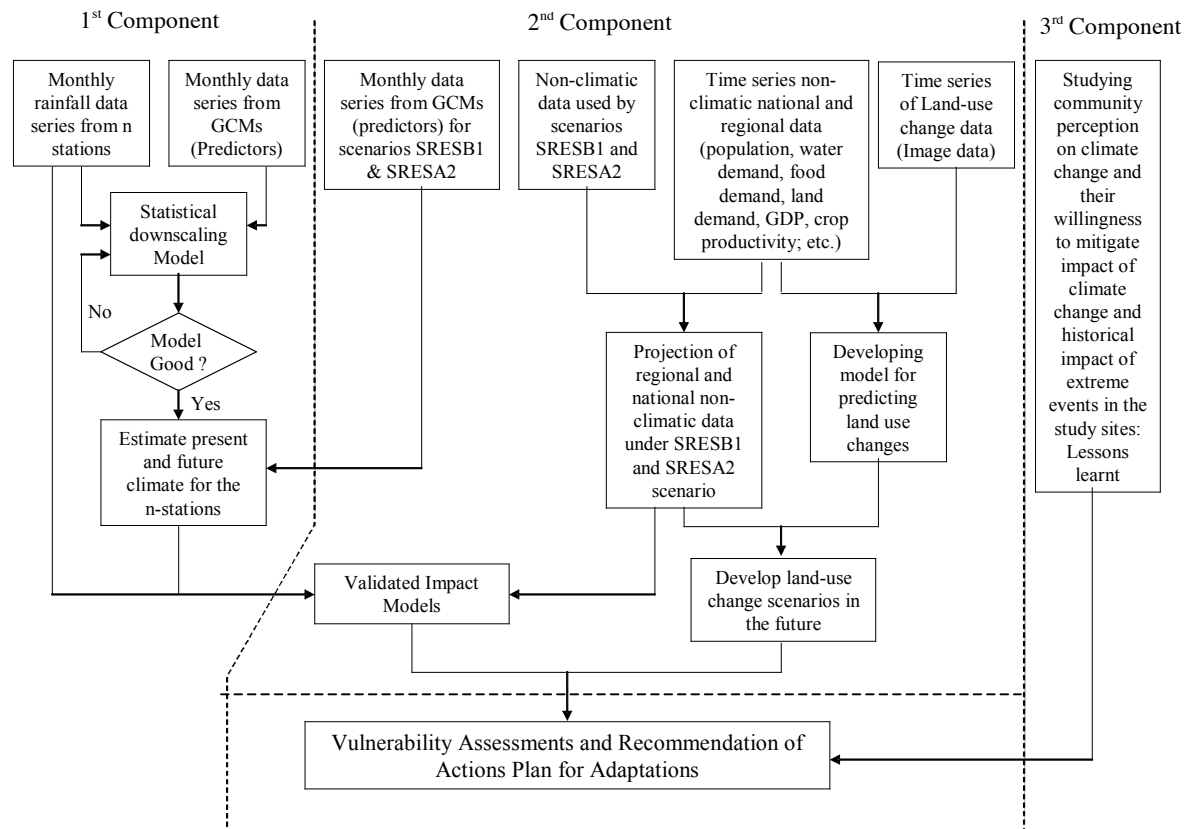 1st Component
2nd Component
3rd Component
Monthly
rainfall data
series from n
stations
Monthly data
series from
GCMs
(Predictors)
Monthly data
series from GCMs
(predictors) for
scenarios SRESB1
& SRESA2
Non-climatic
data used by
scenarios
SRESB1 and
SRESA2
Time series non-
climatic national and
regional data
(population, water
demand, food
demand, land
demand, GDP, crop
productivity; etc.)
Time series
of Land-use
change data
(Image data)
Studying
community
perception
on climate
change and
their
willingness
to mitigate
impact of
climate
change and
historical
impact of
extreme
events in the
study sites:
Lessons
learnt
Statistical
downscaling
Model
No
Model
Good ?
Yes
Estimate present
and future
climate for the
n-stations
Projection of
regional and
national non-
climatic data
under SRESB1
and SRESA2
scenario
Developing
model for
predicting
land use
changes
Validated Impact
Models
Develop land-use
change scenarios in
the future
Vulnerability Assessments and Recommendation of
Actions Plan for Adaptations